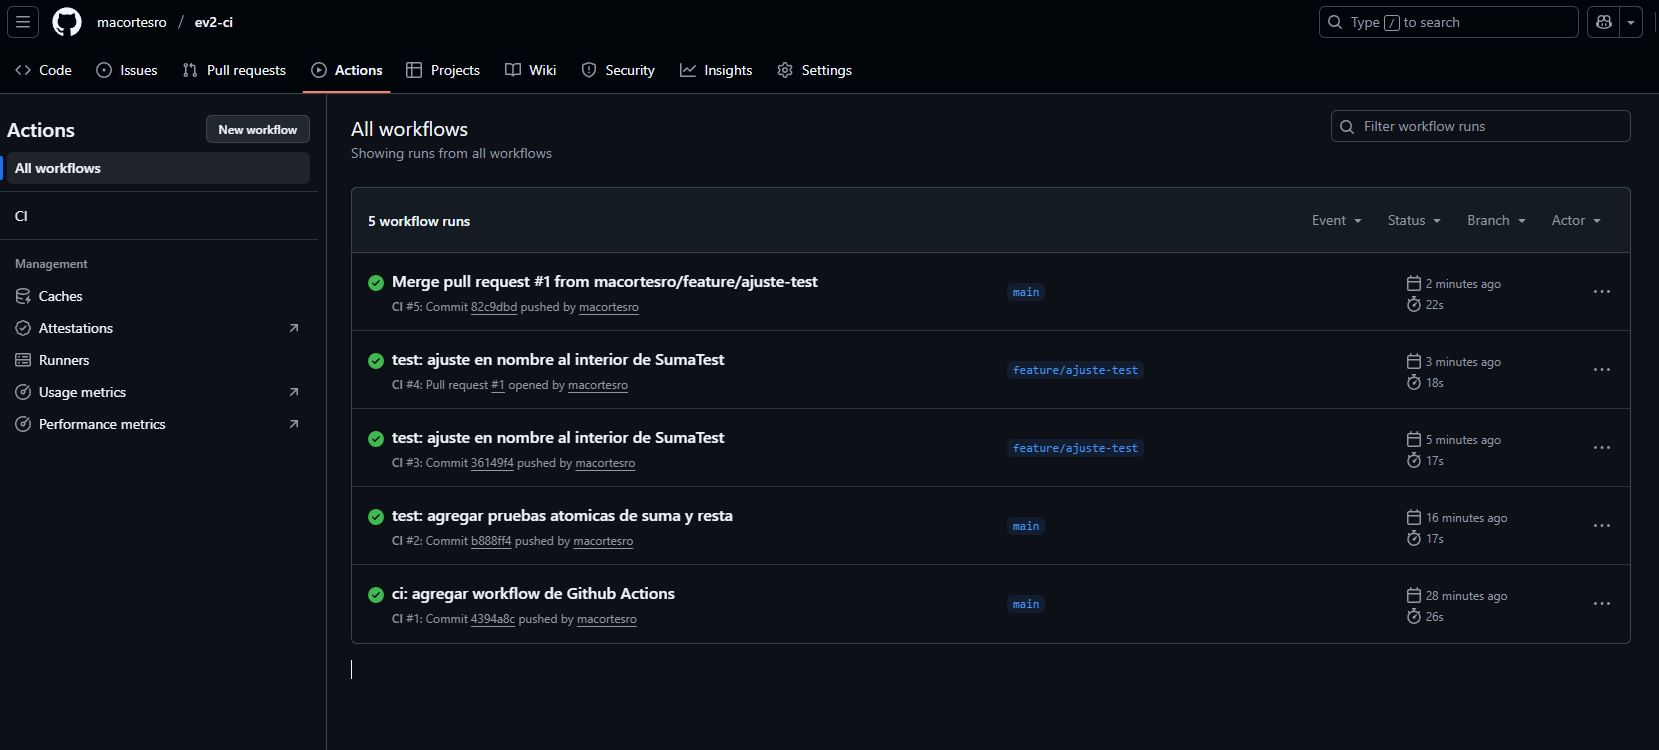 macortesro / ev2-ci
Type / to search
Code Issues Pull requests Actions Projects Wiki Security Insights Settings
Actions
New workflow
All workflows
CI
Management
Caches
Attestations
Runners
Usage metrics
Performance metrics
All workflows
Showing runs from all workflows
Filter workflow runs
5 workflow runs
Event Status Branch Actor
Merge pull request #1 from macortesro/feature/ajuste-test
CI #5: Commit 82c9dbd pushed by macortesro
main
2 minutes ago
22s
test: ajuste en nombre al interior de SumaTest
CI #4: Pull request #1 opened by macortesro
feature/ajuste-test
3 minutes ago
18s
test: ajuste en nombre al interior de SumaTest
CI #3: Commit 36149f4 pushed by macortesro
feature/ajuste-test
5 minutes ago
17s
test: agregar pruebas atomicas de suma y resta
CI #2: Commit b888ff4 pushed by macortesro
main
16 minutes ago
17s
ci: agregar workflow de Github Actions
CI #1: Commit 4394a8c pushed by macortesro
main
28 minutes ago
26s